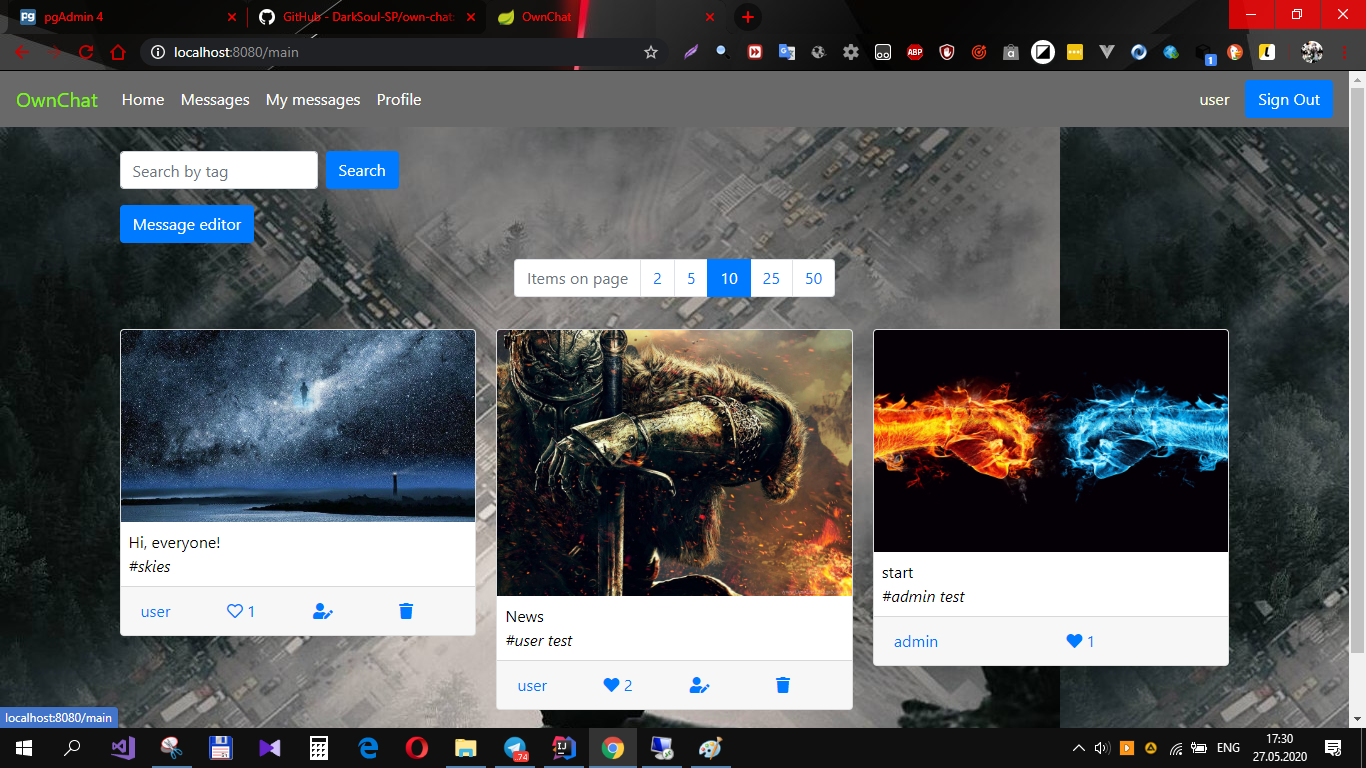 pgAdmin 4
GitHub - DarkSoul-SP/own-chat
OwnChat
localhost:8080/main
ABP
1
OwnChat
Home
Messages
My messages
Profile
user
Sign Out
Search by tag
Search
Message editor
Items on page
2
5
10
25
50
Hi, everyone!
#skies
user
1
News
#user test
user
2
start
#admin test
admin
1
localhost:8080/main
74
IJ
ENG
17:30
27.05.2020